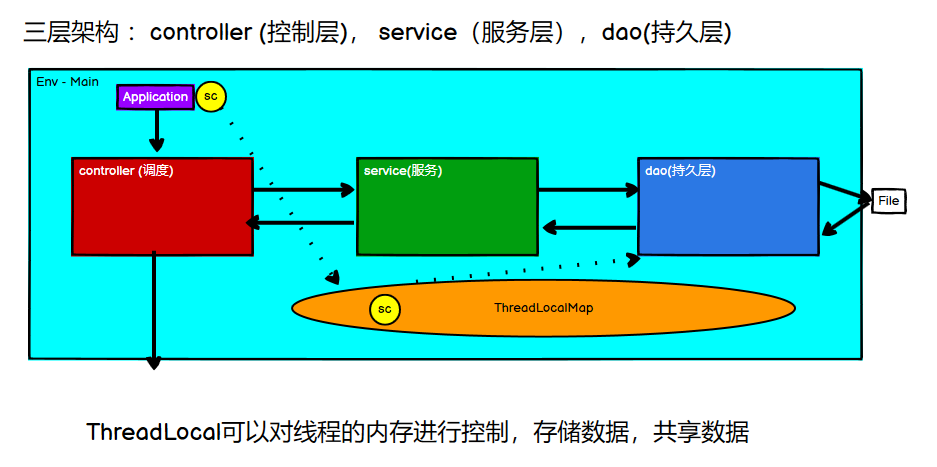 三层架构 ：controller (控制层)， service（服务层）, dao(持久层)
Env - Main
Application
sc
controller (调度)
service(服务)
dao(持久层)
File
sc
ThreadLocalMap
ThreadLocal可以对线程的内存进行控制，存储数据，共享数据